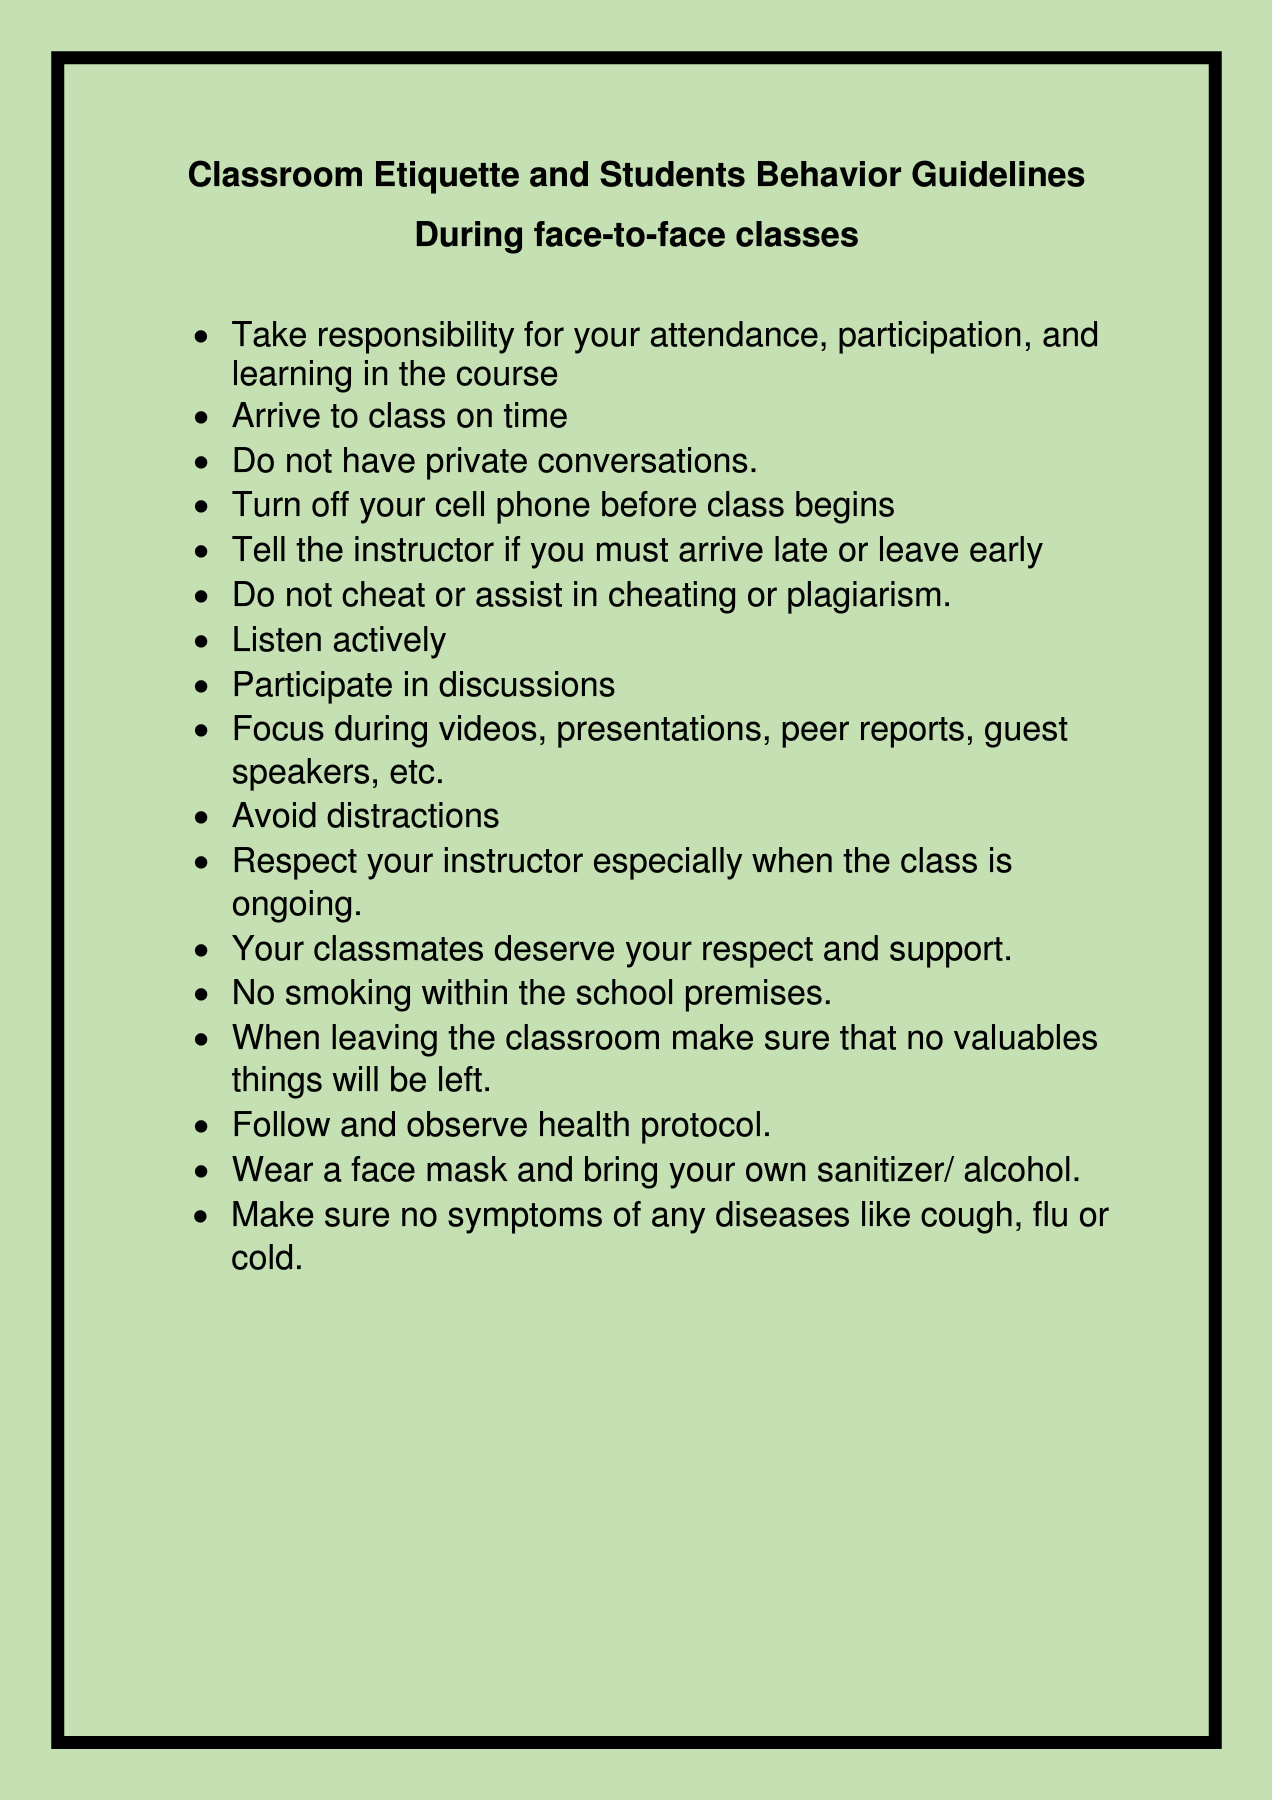 Classroom Etiquette and Students Behavior Guidelines
During face-to-face classes
• Take responsibility for your attendance, participation, and
learning in the course
• Arrive to class on time
• Do not have private conversations.
• Turn off your cell phone before class begins
• Tell the instructor if you must arrive late or leave early
• Do not cheat or assist in cheating or plagiarism.
• Listen actively
• Participate in discussions
• Focus during videos, presentations, peer reports, guest
speakers, etc.
• Avoid distractions
• Respect your instructor especially when the class is
ongoing.
• Your classmates deserve your respect and support.
• No smoking within the school premises.
• When leaving the classroom make sure that no valuables
things will be left.
• Follow and observe health protocol.
• Wear a face mask and bring your own sanitizer/ alcohol.
• Make sure no symptoms of any diseases like cough, flu or
cold.